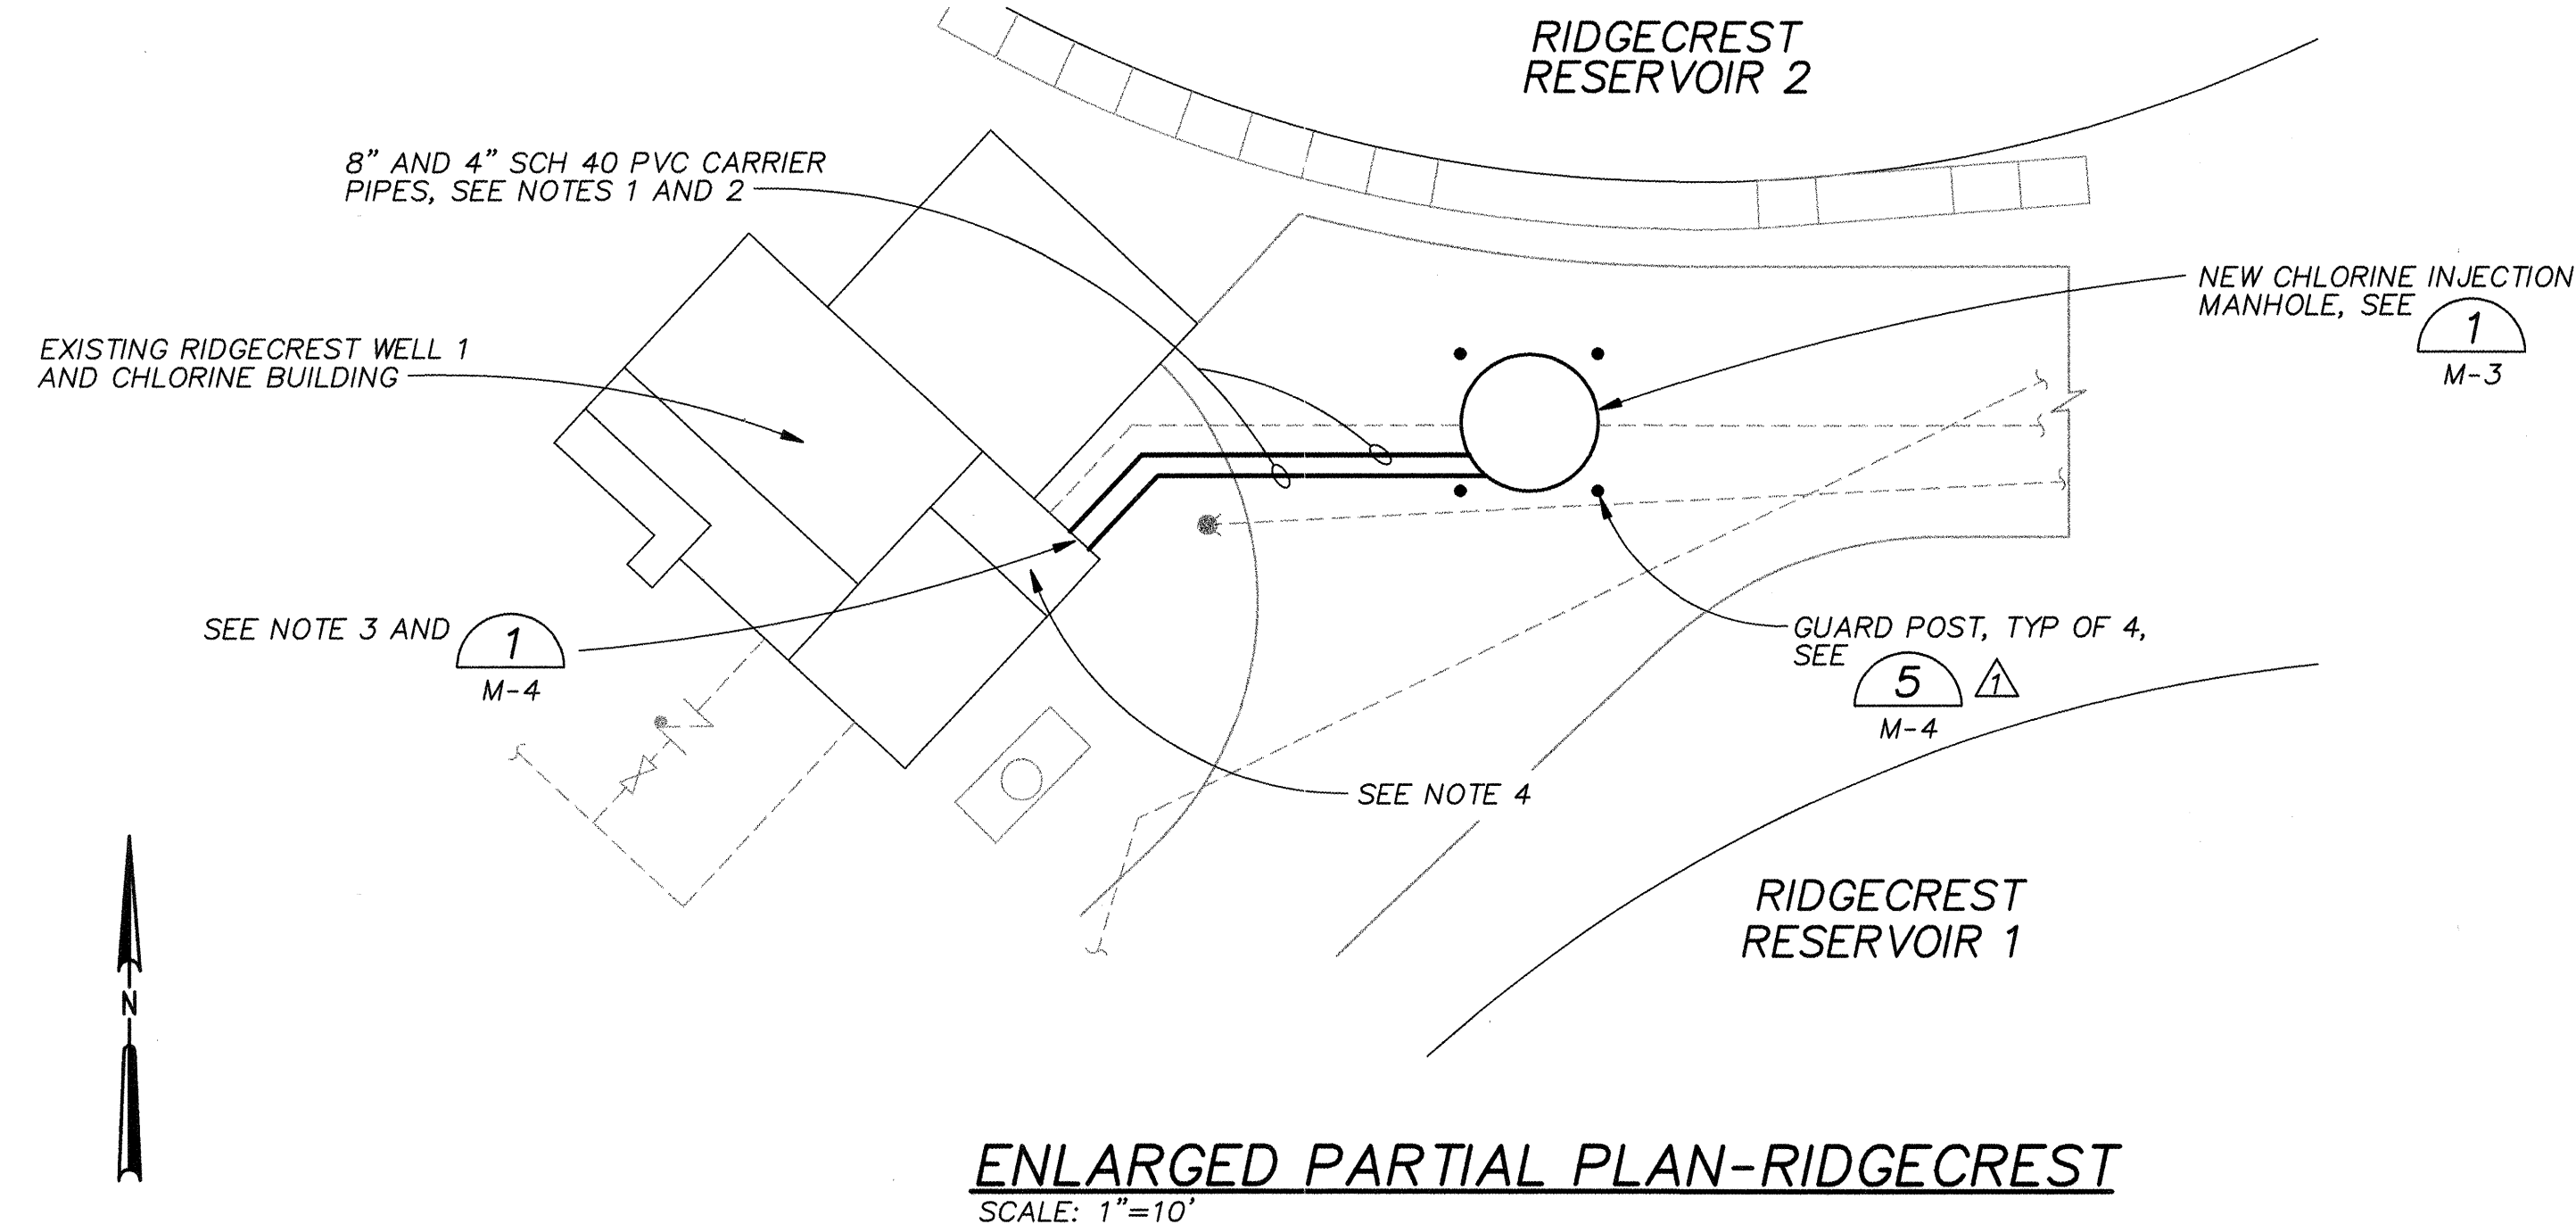 RIDGECREST
RESERVOIR 2
8" AND 4" SCH 40 PVC CARRIER
PIPES, SEE NOTES 1 AND 2
NEW CHLORINE INJECTION
MANHOLE, SEE
1
M-3
EXISTING RIDGECREST WELL 1
AND CHLORINE BUILDING
SEE NOTE 3 AND
1
M-4
GUARD POST, TYP OF 4,
SEE
5
1
M-4
SEE NOTE 4
RIDGECREST
RESERVOIR 1
N
ENLARGED PARTIAL PLAN-RIDGECREST
SCALE: 1"=10'